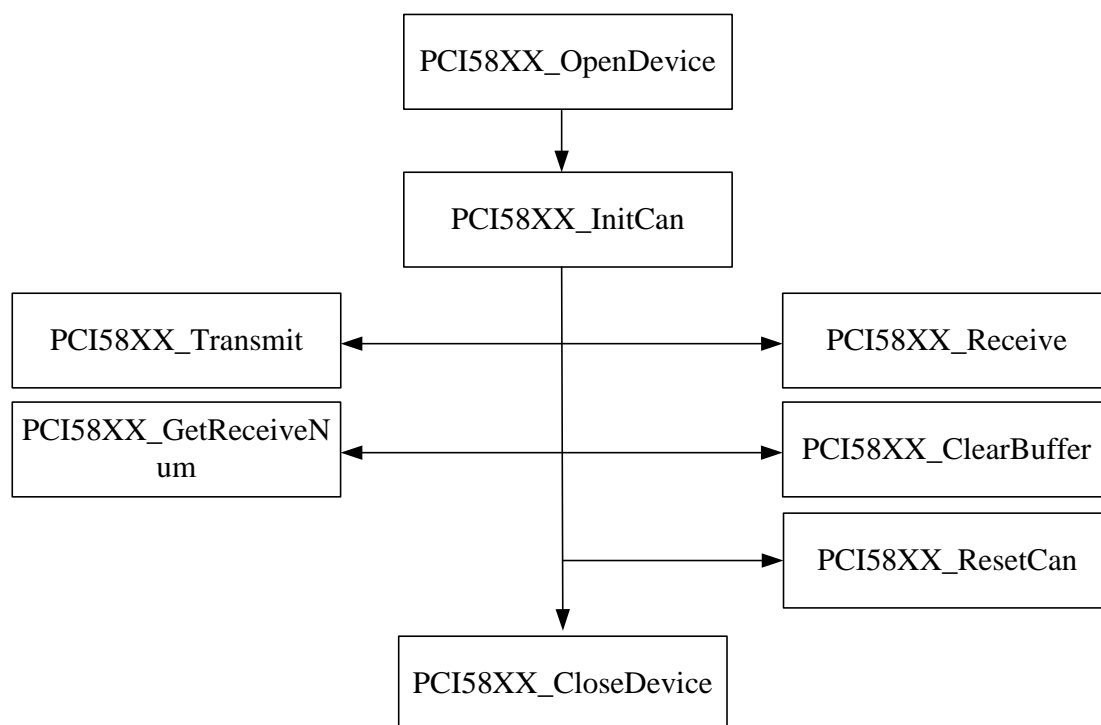 PCI58XX_OpenDevice
PCI58XX_InitCan
PCI58XX_Transmit
PCI58XX_Receive
PCI58XX_GetReceiveN
um
PCI58XX_ClearBuffer
PCI58XX_ResetCan
PCI58XX_CloseDevice